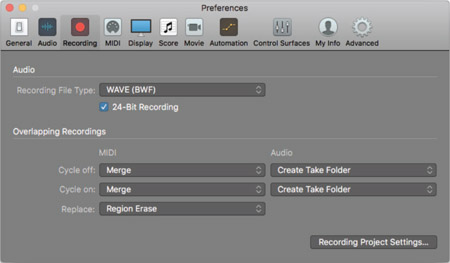 Preferences
General Audio Recording MIDI Display Score Movie Automation Control Surfaces My Info Advanced
Audio
Recording File Type: WAVE (BWF)
24-Bit Recording
Overlapping Recordings
MIDI Audio
Cycle off: Merge Create Take Folder
Cycle on: Merge Create Take Folder
Replace: Region Erase
Recording Project Settings...